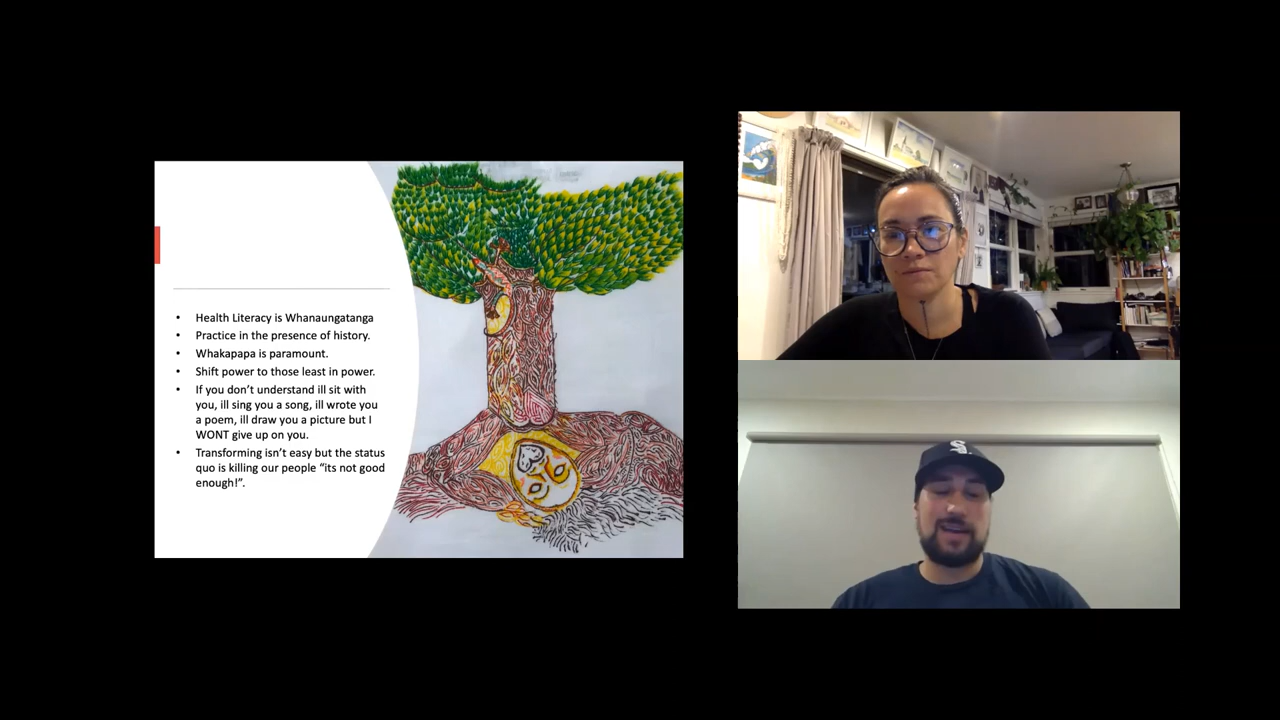 Health Literacy is Whanaungatanga
Practice in the presence of history.
Whakapapa is paramount.
Shift power to those least in power.
If you don’t understand ill sit with
you, ill sing you a song, ill wrote you
a poem, ill draw you a picture but I
WONT give up on you.
Transforming isn’t easy but the status
quo is killing our people “its not good
enough!”.